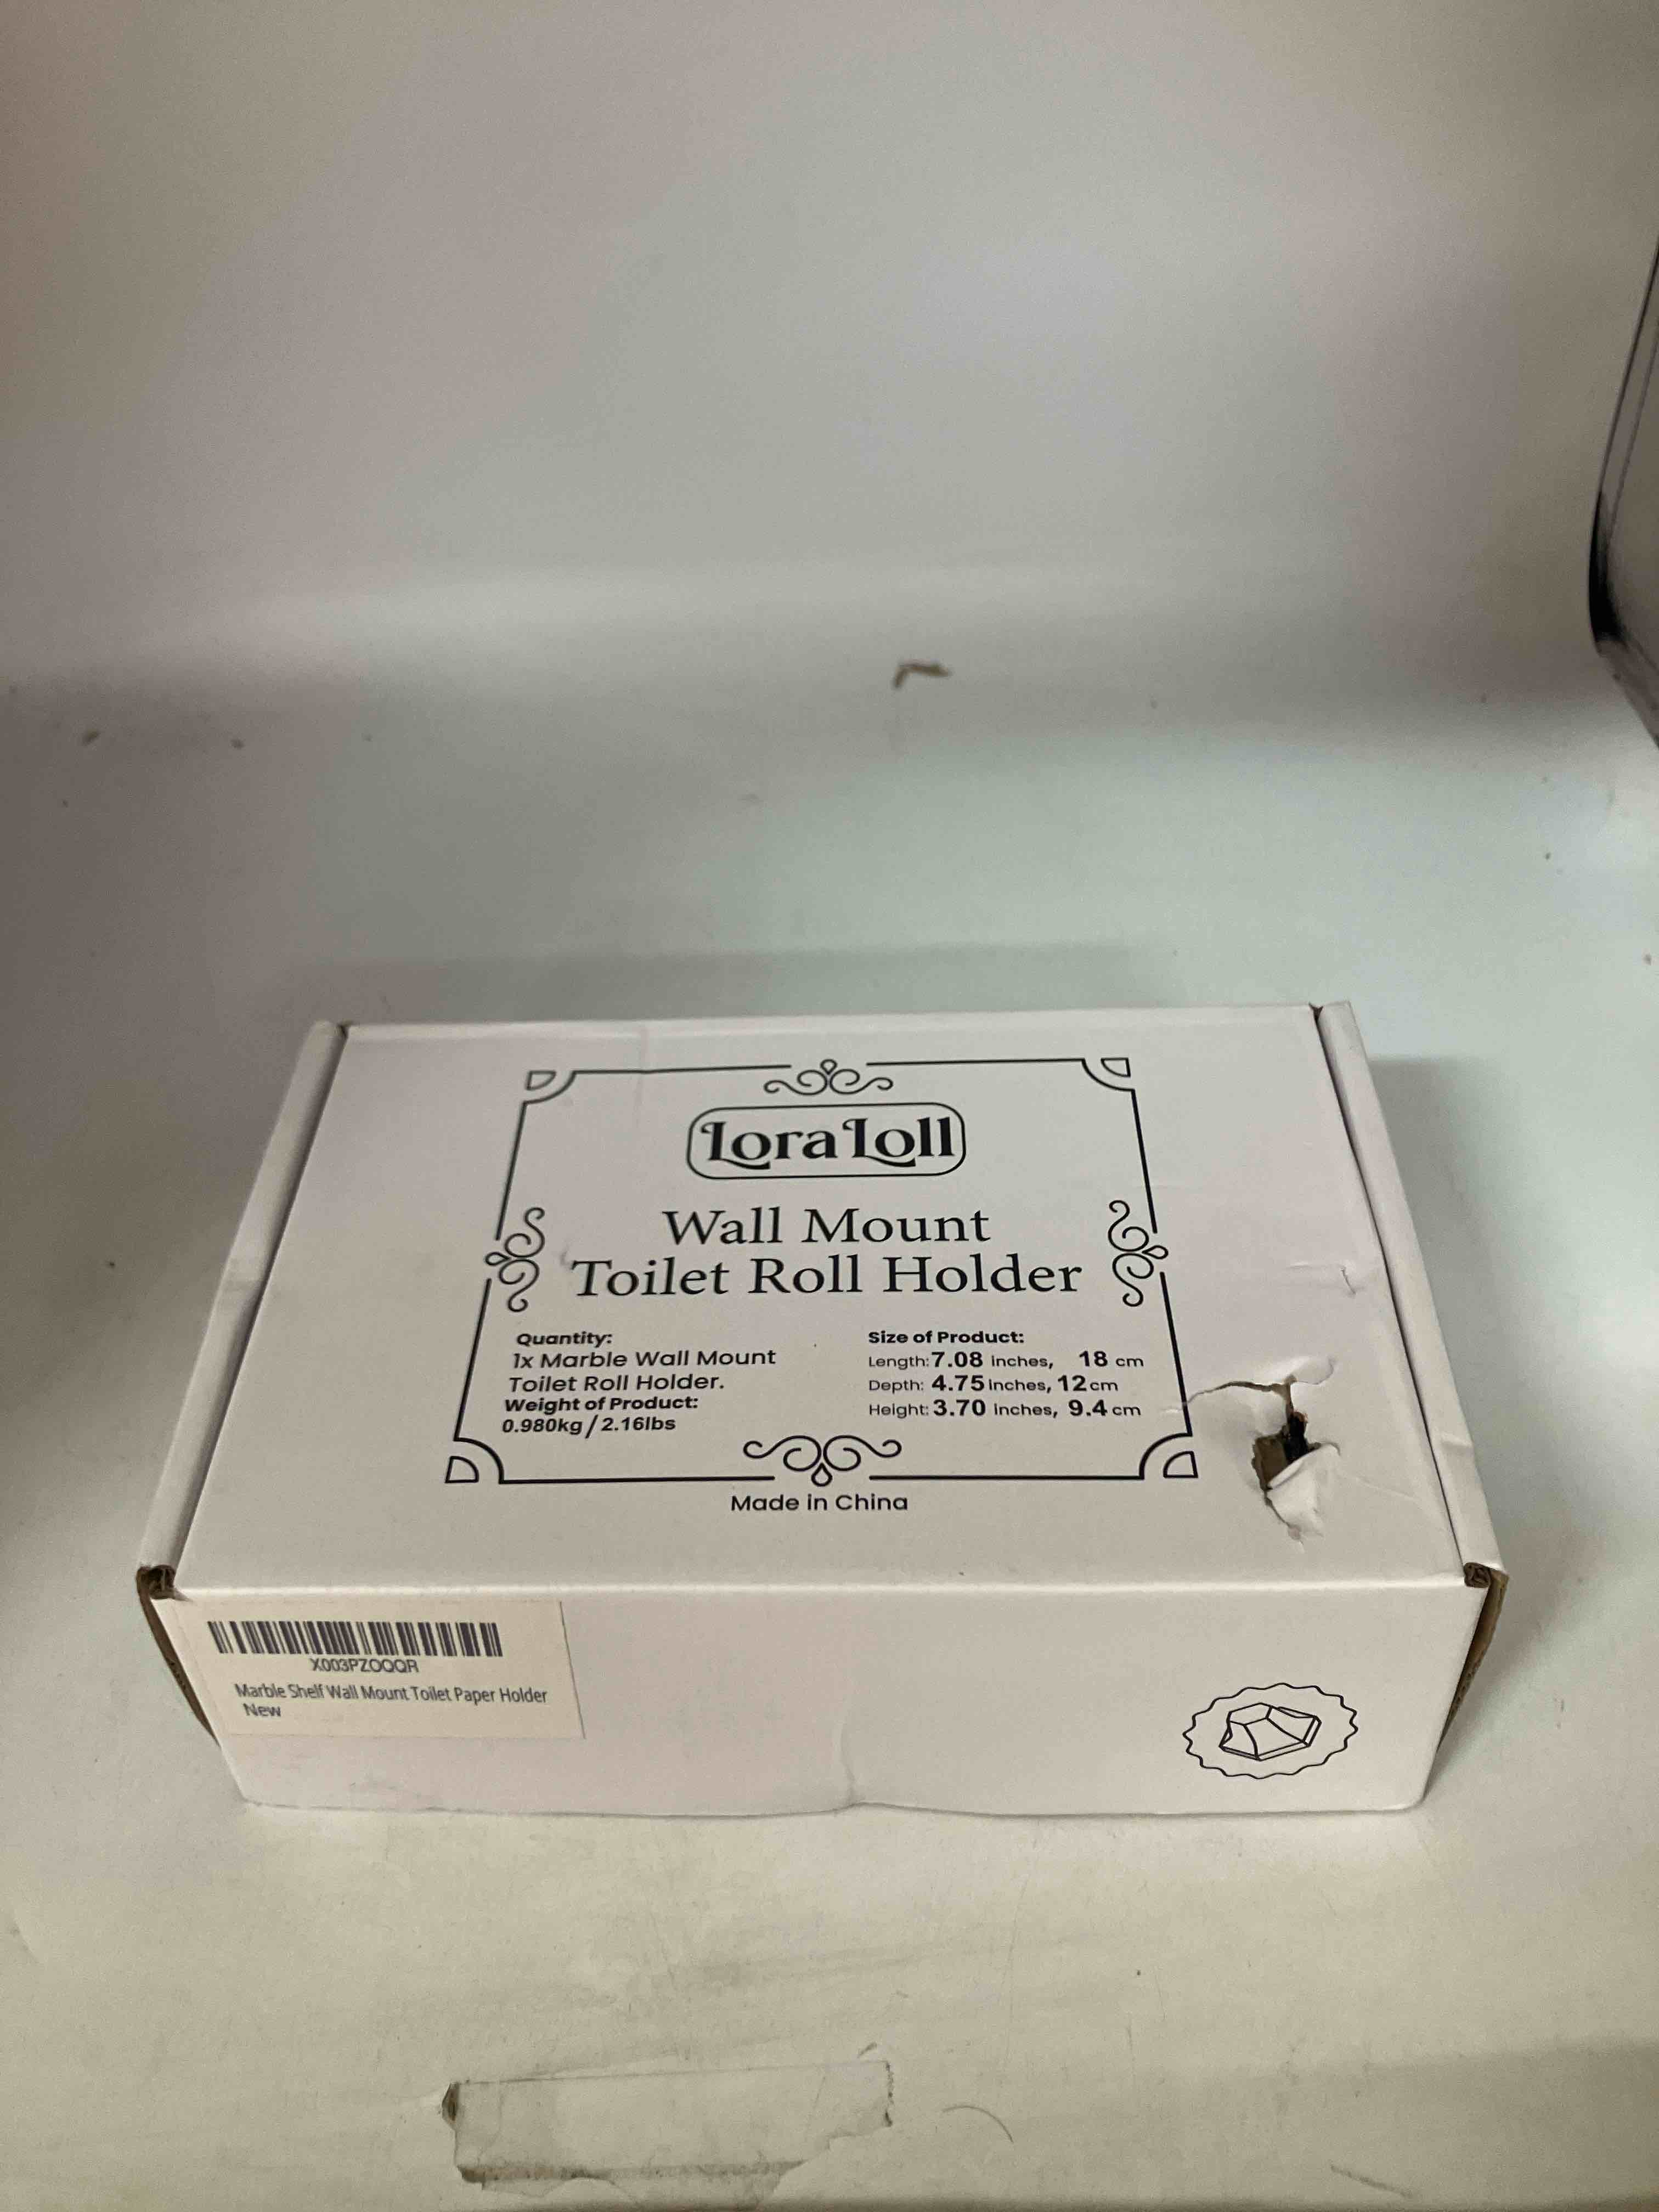 Lora Loll
Wall Mount
Toilet Roll Holder
Quantity:
1x Marble Wall Mount
Toilet Roll Holder.
Weight of Product:
0.980kg / 2.16lbs
Size of Product:
Length: 7.08 inches, 18 cm
Depth: 4.75 inches, 12 cm
Height: 3.70 inches, 9.4 cm
Made in China
X003PZOQQR
Marble Shelf Wall Mount Toilet Paper Holder
New